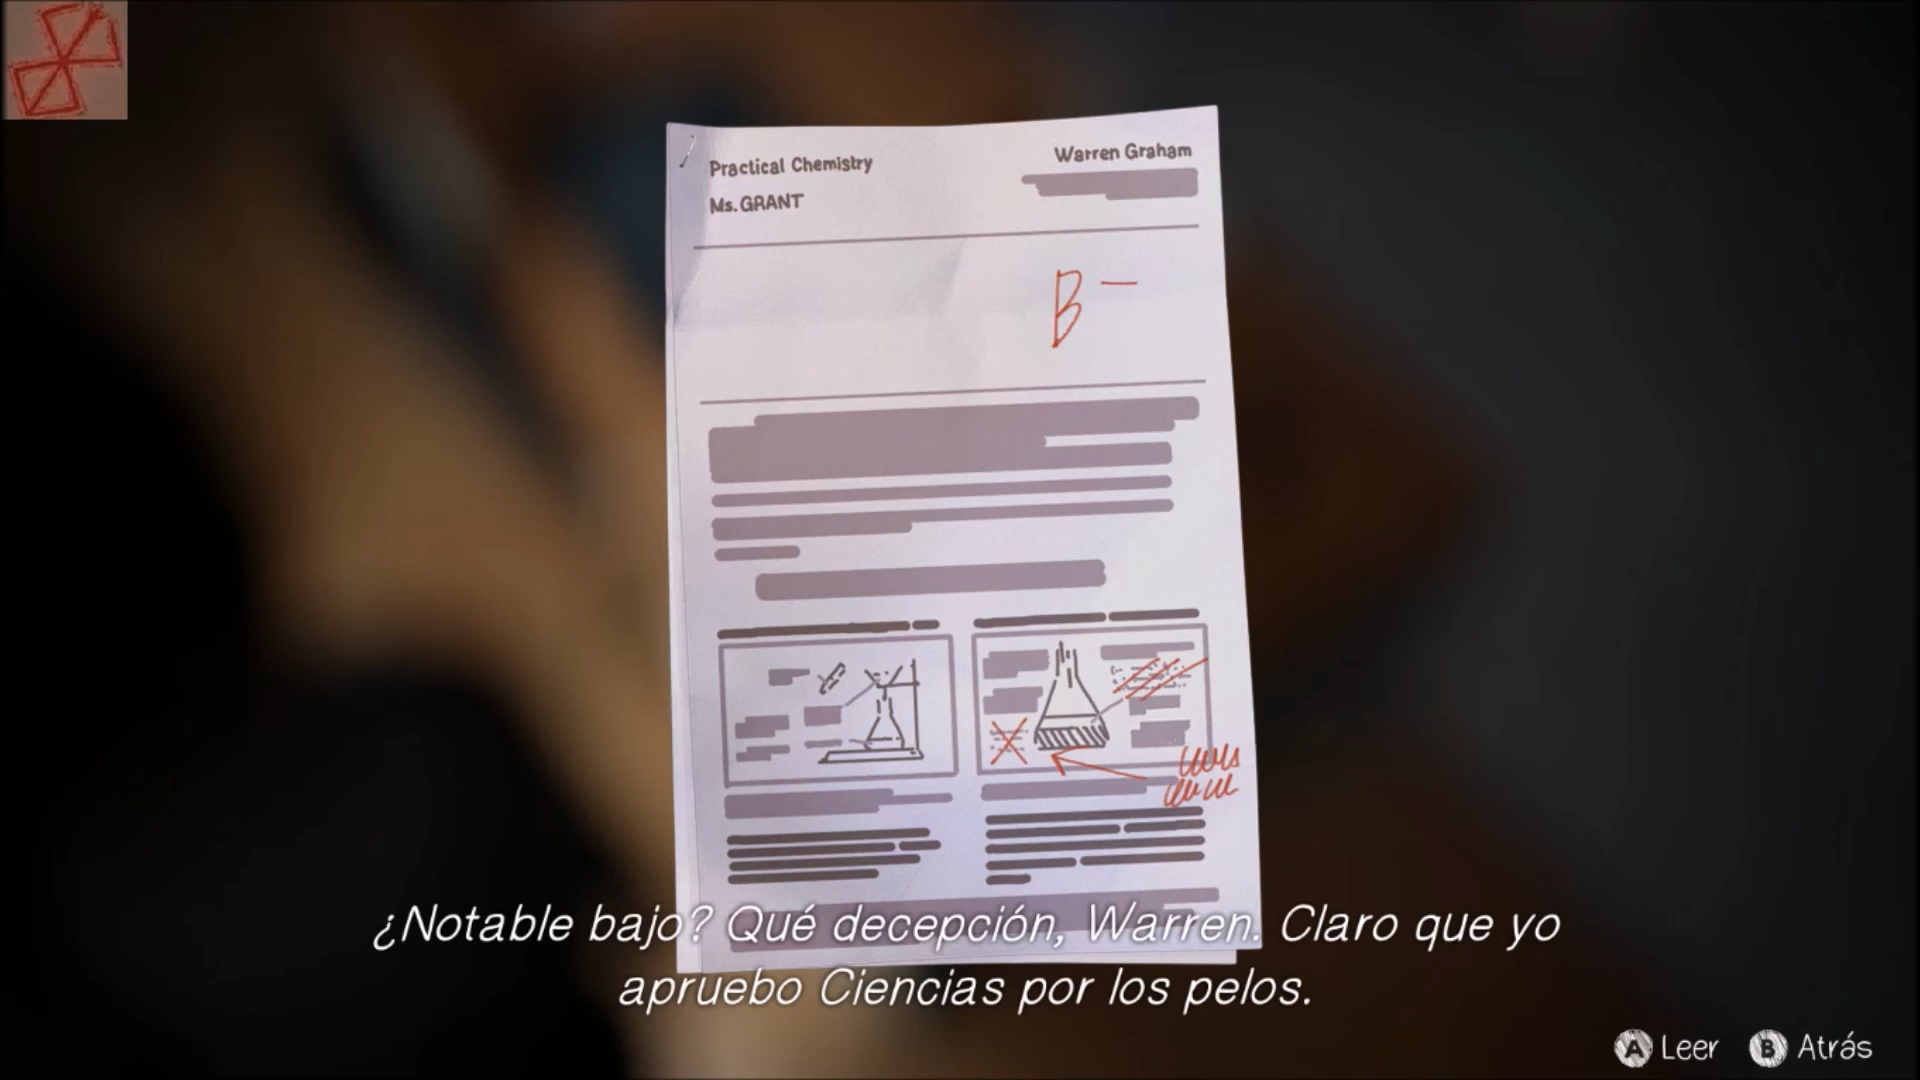 Practical Chemistry
Warren Graham
Ms. GRANT
B-
¿Notable bajo? Qué decepción, Warren. Claro que yo
apruebo Ciencias por los pelos.
A Leer B Atrás